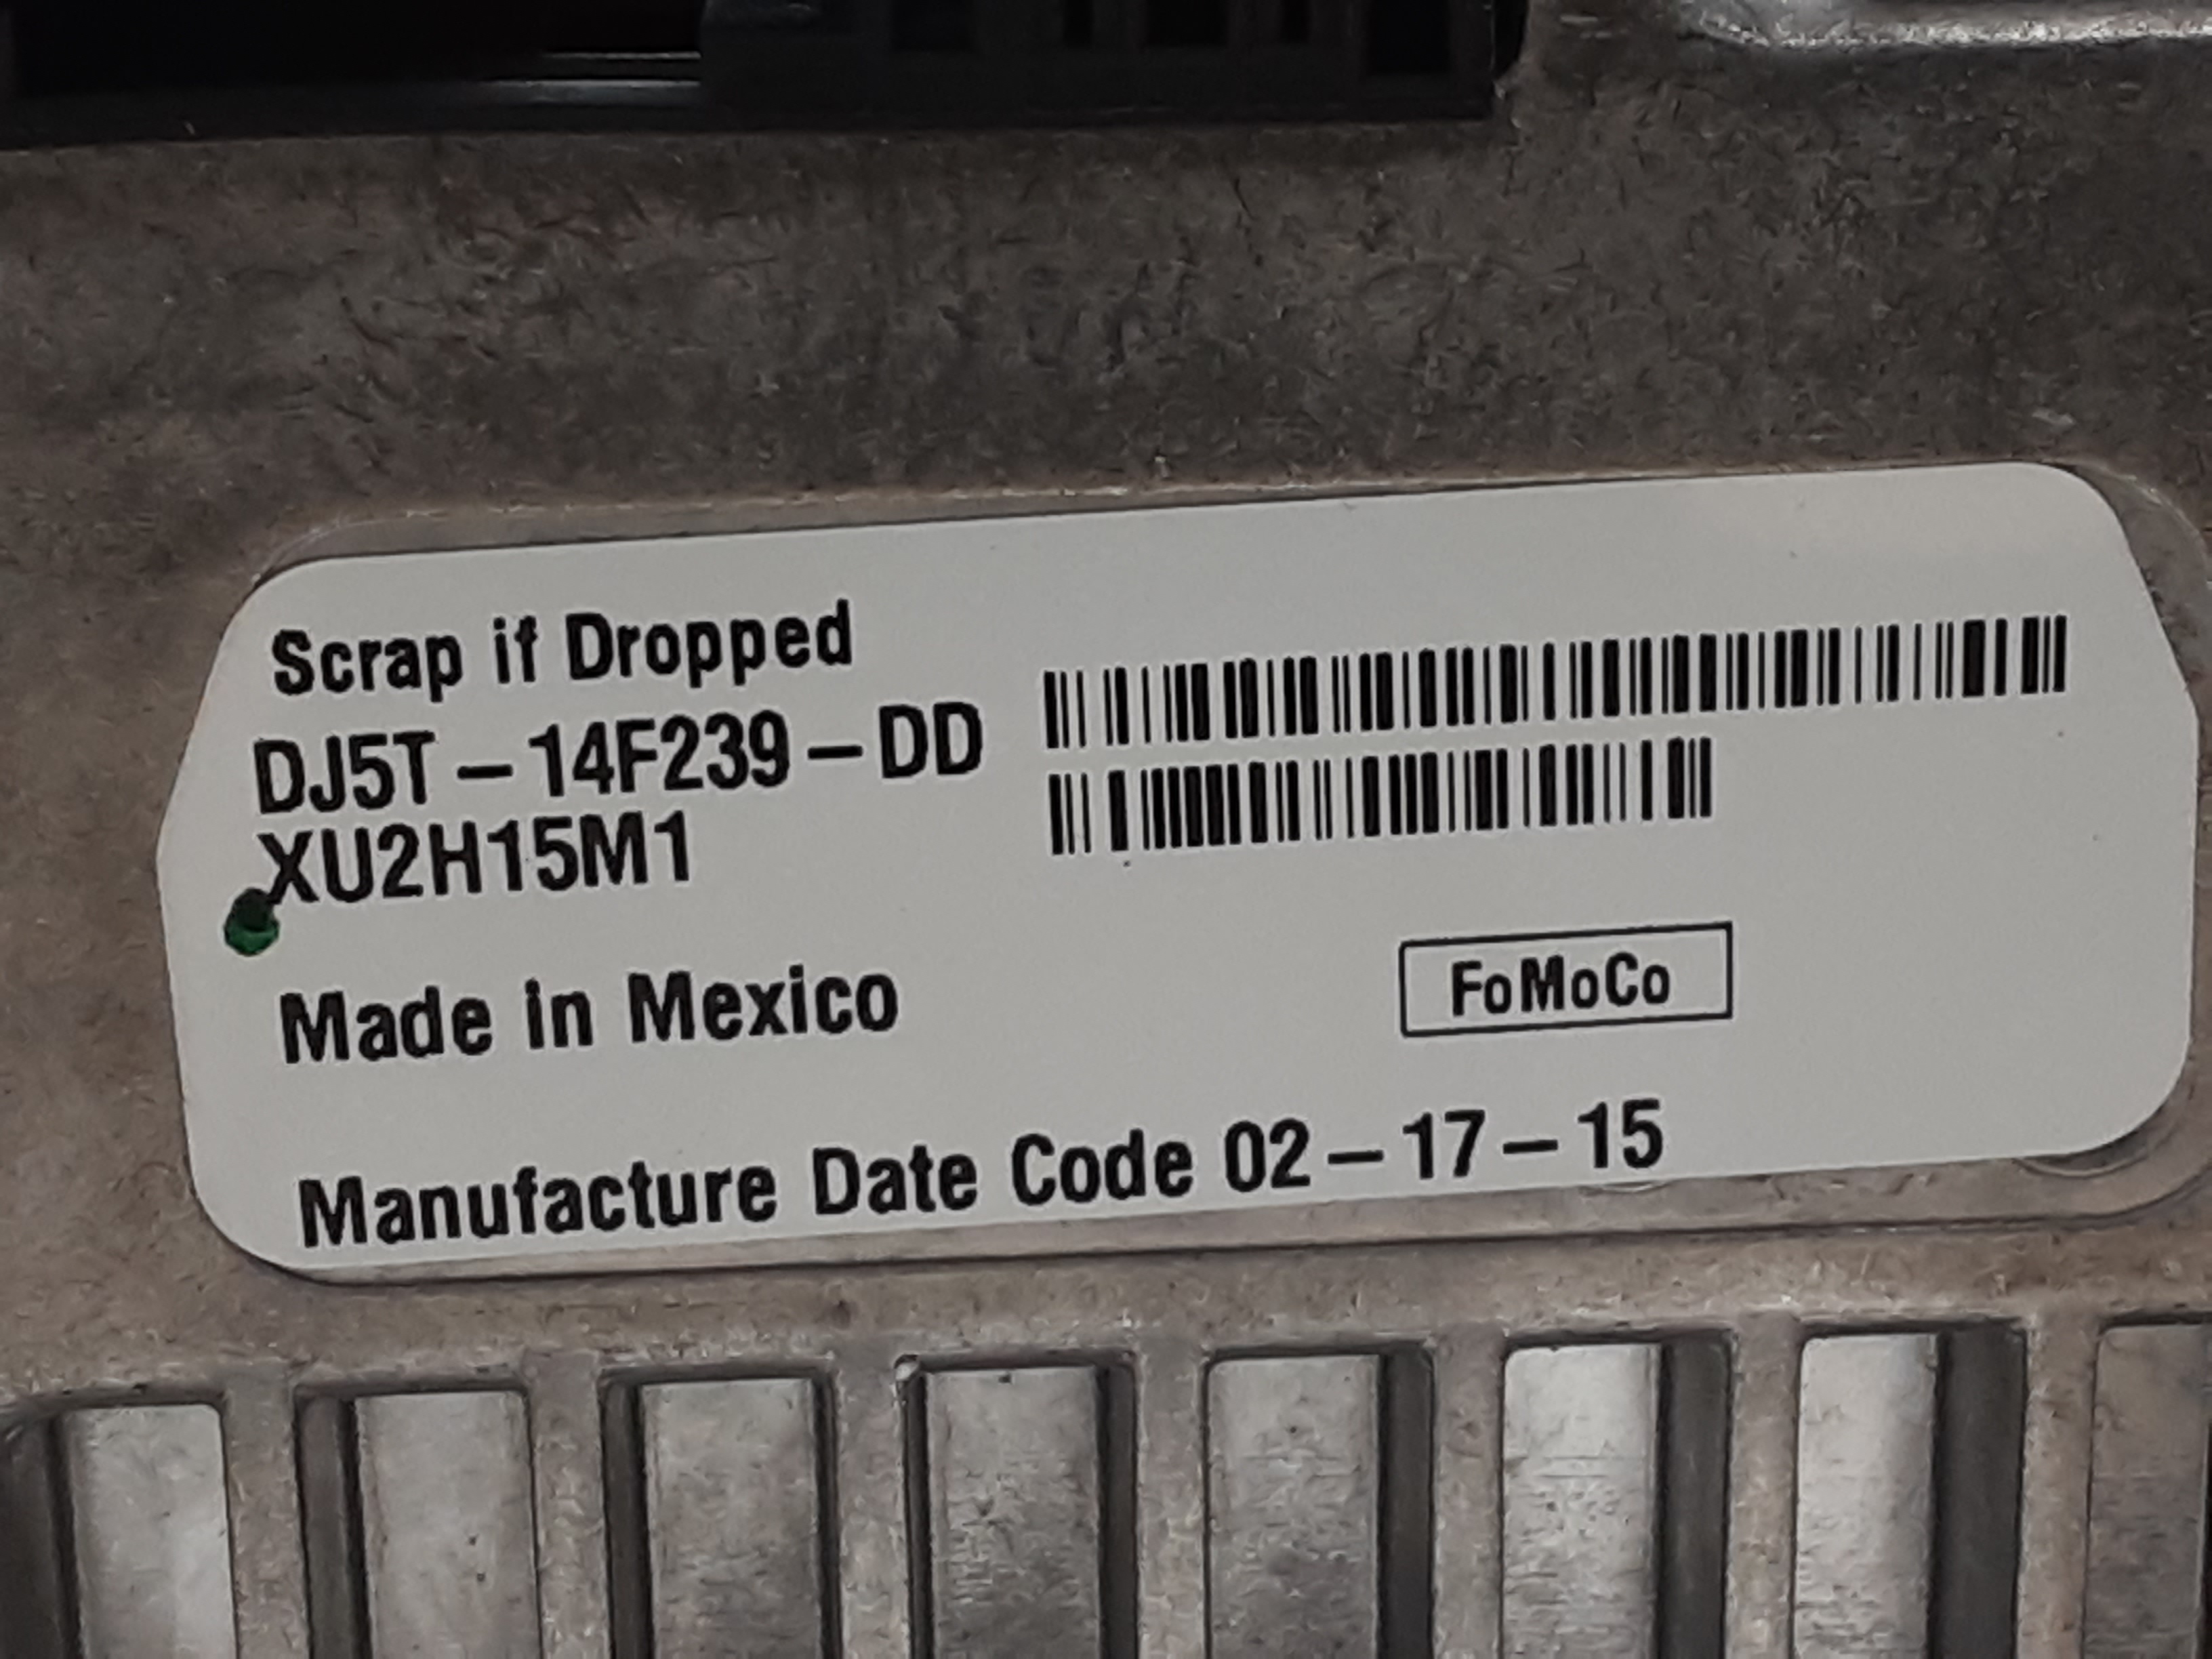 Scrap if Dropped
DJ5T-14F239-DD
XU2H15M1
Made in Mexico
FoMoCo
Manufacture Date Code 02-17-15